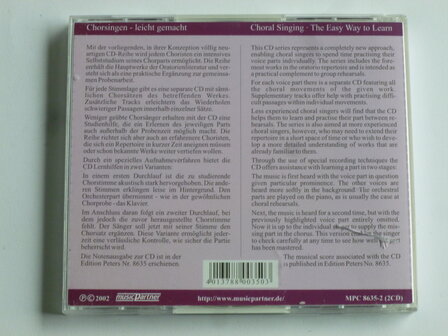 Chorsingen - leicht gemacht
Mit der vorliegenden, in ihrer Konzeption völlig neu-
artigen CD-Reihe wird jedem Choristen ein intensives
Selbststudium seines Chorparts ermöglicht. Die Reihe
enthält die Hauptwerke der Oratorienliteratur und ver-
steht sich als eine praktische Ergänzung zur gemeinsa-
men Probenarbeit.
Für jede Stimmlage gibt es eine separate CD mit säm-
lichen Chorsätzen des betreffenden Werkes.
Zusätzliche Tracks erleichtern das Wiederholen
schwieriger Passagen innerhalb einzelner Sätze.
Weniger geübte Chorsänger erhalten mit der CD eine
Studienhilfe, die ein Erlernen des jeweiligen Parts
auch außerhalb der Probenzeit möglich macht. Die
Reihe richtet sich aber auch an erfahrenere Choristen,
die sich ein Repertoire in kurzer Zeit aneignen müssen
oder schon bekannte Werke weiter vertiefen wollen.
Durch ein spezielles Aufnahmeverfahren bietet die
CD Lernhilfen in zwei Varianten:
In einem ersten Durchlauf ist die zu studierende
Chorstimme akustisch stark hervorgehoben. Die ande-
ren Stimmen erklingen leise im Hintergrund. Den
Orchesterpart übernimmt - wie in der gewöhnlichen
Chorprobe - das Klavier.
Im Anschluss daran folgt ein zweiter Durchlauf, bei
dem jedoch die zuvor herausgestellte Chorstimme
fehlt. Der Sänger soll jetzt mit seiner Stimme den
Chorsatz ergänzen. Diese Variante ermöglicht jeder-
zeit eine verlässliche Kontrolle, wie sicher die Partie
beherrscht wird.
Die Notenausgabe zur CD ist in der
Edition Peters Nr. 8635 erschienen.
Choral Singing · The Easy Way to Learn
This CD series represents a completely new approach,
enabling choral singers to spend time practising their
voice parts individually. The series includes the fore-
most works in the oratorio repertoire and is intended as
a practical complement to group rehearsals.
For each voice part there is a separate CD featuring all
the choral movements of the given work.
Supplementary tracks offer help with practising diffi-
cult passages within individual movements.
Less experienced choral singers will find that the CD
helps them to learn and practise their part between re-
hearsals. The series is also aimed at more experienced
choral singers, however, who may need to extend their
repertoire in a short space of time or who wish to deve-
lop a more detailed understanding of works that are
already familiar to them.
Through the use of special recording techniques the
CD offers assistance with learning a part in two stages:
The music is first heard with the voice part in question
given particular prominence. The other voices are
heard more softly in the background. The orchestral
parts are played on the piano, as is usually the case at
choral rehearsals.
Next, the music is heard for a second time, but with the
previously highlighted voice part entirely omitted.
Now it is up to the individual singer to supply the mis-
sing part in the chorus. This version enables the singer
to check carefully at any time to see how well the part
has been mastered.
The musical score associated with the CD
is published in Edition Peters No. 8635.
4013788003503
℗ © 2002
musicPartner
http://www.musicpartner.de/
MPC 8635-2 (2CD)